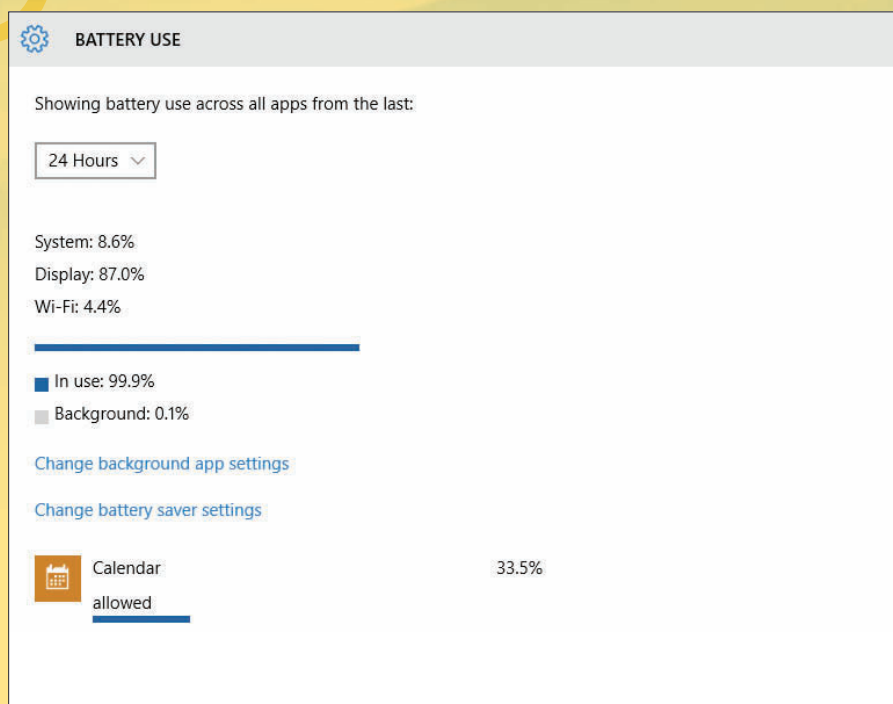 BATTERY USE
Showing battery use across all apps from the last:
24 Hours
System: 8.6%
Display: 87.0%
Wi-Fi: 4.4%
In use: 99.9%
Background: 0.1%
Change background app settings
Change battery saver settings
Calendar 33.5%
allowed